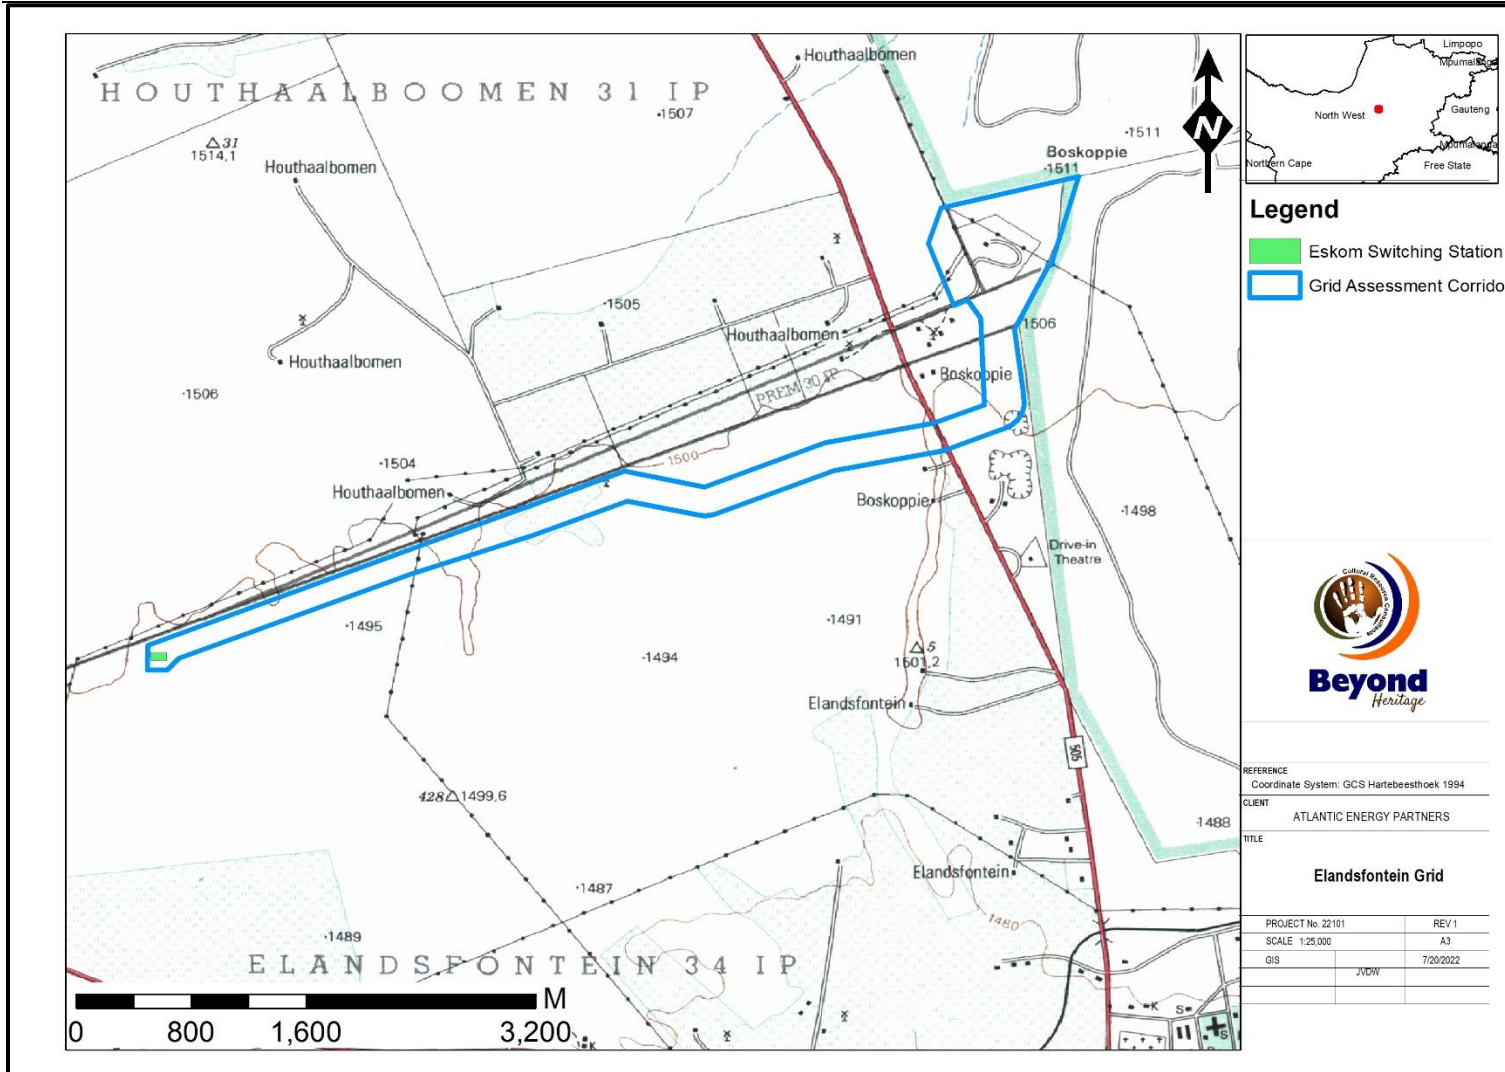 Houthaalbomen
HOUTHAALBOOMEN 31 IP
·1507
·1511
31
1514,1
Houthaalbomen
Boskoppie
·1511
·1505
1506
Houthaalbomen
Houthaalbomen
Boskoppie
PREM 30 IP
·1506
1500
·1504
Houthaalbomen
Boskoppie
·1498
Drive-in
Theatre
·1495
·1491
·1494
5
1501,2
Elandsfontein
505
428
1499,6
·1488
Elandsfontein
·1487
1480
·1489
ELANDSFONTEIN 34 IP
K
S
S
K
M
0 800 1,600 3,200
N
Limpopo
Mpumalanga
North West
Gauteng
Mpumalanga
Northern Cape
Free State
Legend
Eskom Switching Station
Grid Assessment Corrido
Cultural Resource Consultants
Beyond
Heritage
REFERENCE
Coordinate System: GCS Hartebeesthoek 1994
CLIENT
ATLANTIC ENERGY PARTNERS
TITLE
Elandsfontein Grid
PROJECT No. 22101 REV 1
SCALE 1:25,000 A3
GIS 7/20/2022
JVDW